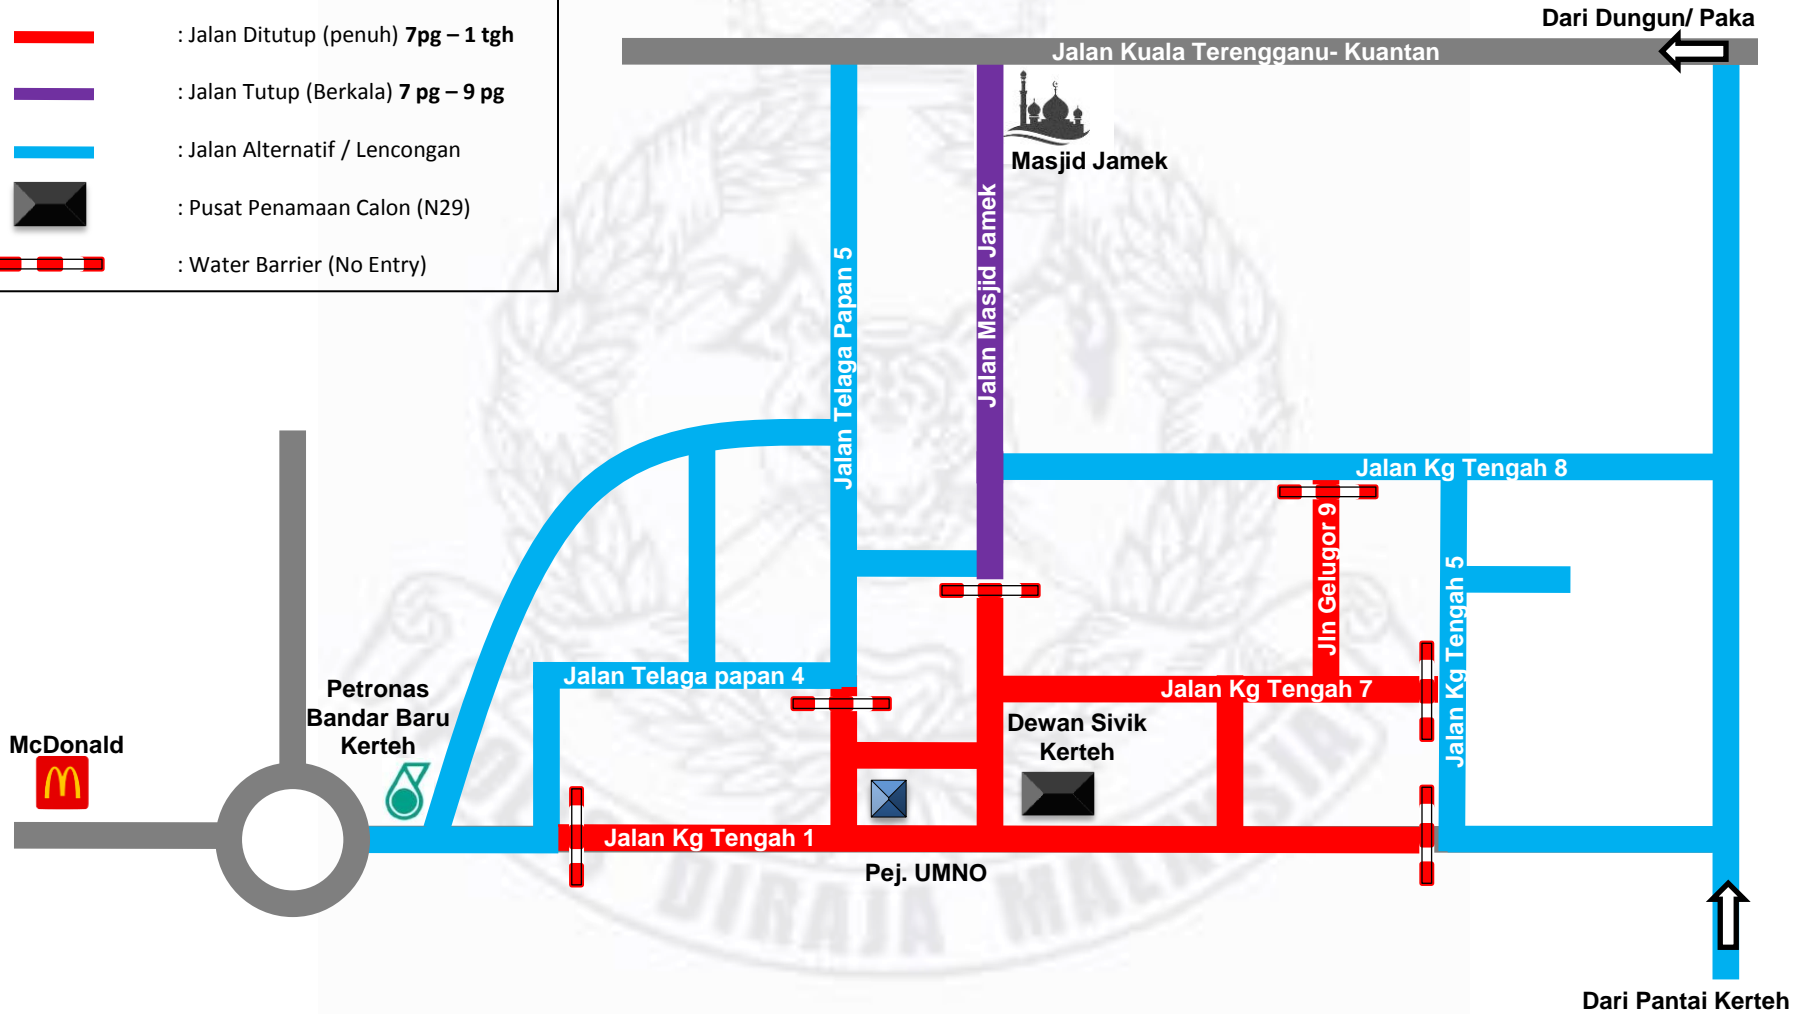 : Jalan Ditutup (penuh) 7pg – 1 tgh
: Jalan Tutup (Berkala) 7 pg – 9 pg
: Jalan Alternatif / Lencongan
: Pusat Penamaan Calon (N29)
: Water Barrier (No Entry)
Dari Dungun/ Paka
Jalan Kuala Terengganu- Kuantan
Masjid Jamek
Jalan Telaga Papan 5
Jalan Masjid Jamek
Jalan Kg Tengah 8
Jln Gelugor 9
Jalan Kg Tengah 5
Jalan Telaga papan 4
Jalan Kg Tengah 7
Petronas
Bandar Baru
Kerteh
McDonald
Dewan Sivik
Kerteh
Jalan Kg Tengah 1
Pej. UMNO
Dari Pantai Kerteh
DIRAJA MALAYSIA